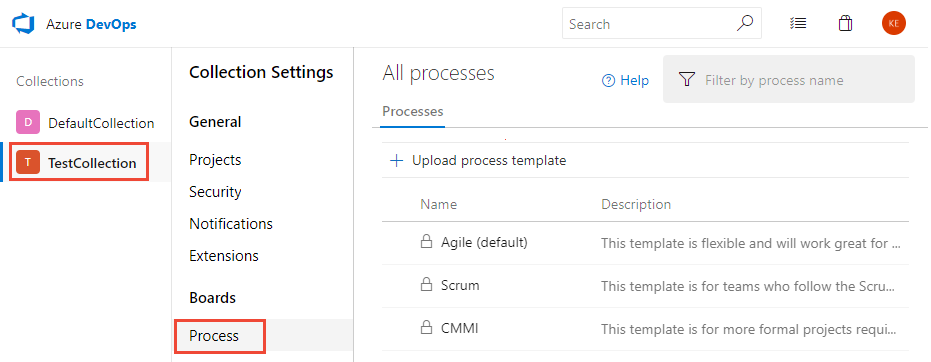 Azure DevOps
Search
KE
Collections
D DefaultCollection
T TestCollection
Collection Settings
General
Projects
Security
Notifications
Extensions
Boards
Process
All processes
Help
Filter by process name
Processes
Upload process template
Name Description
Agile (default) This template is flexible and will work great for ...
Scrum This template is for teams who follow the Scru...
CMMI This template is for more formal projects requi...